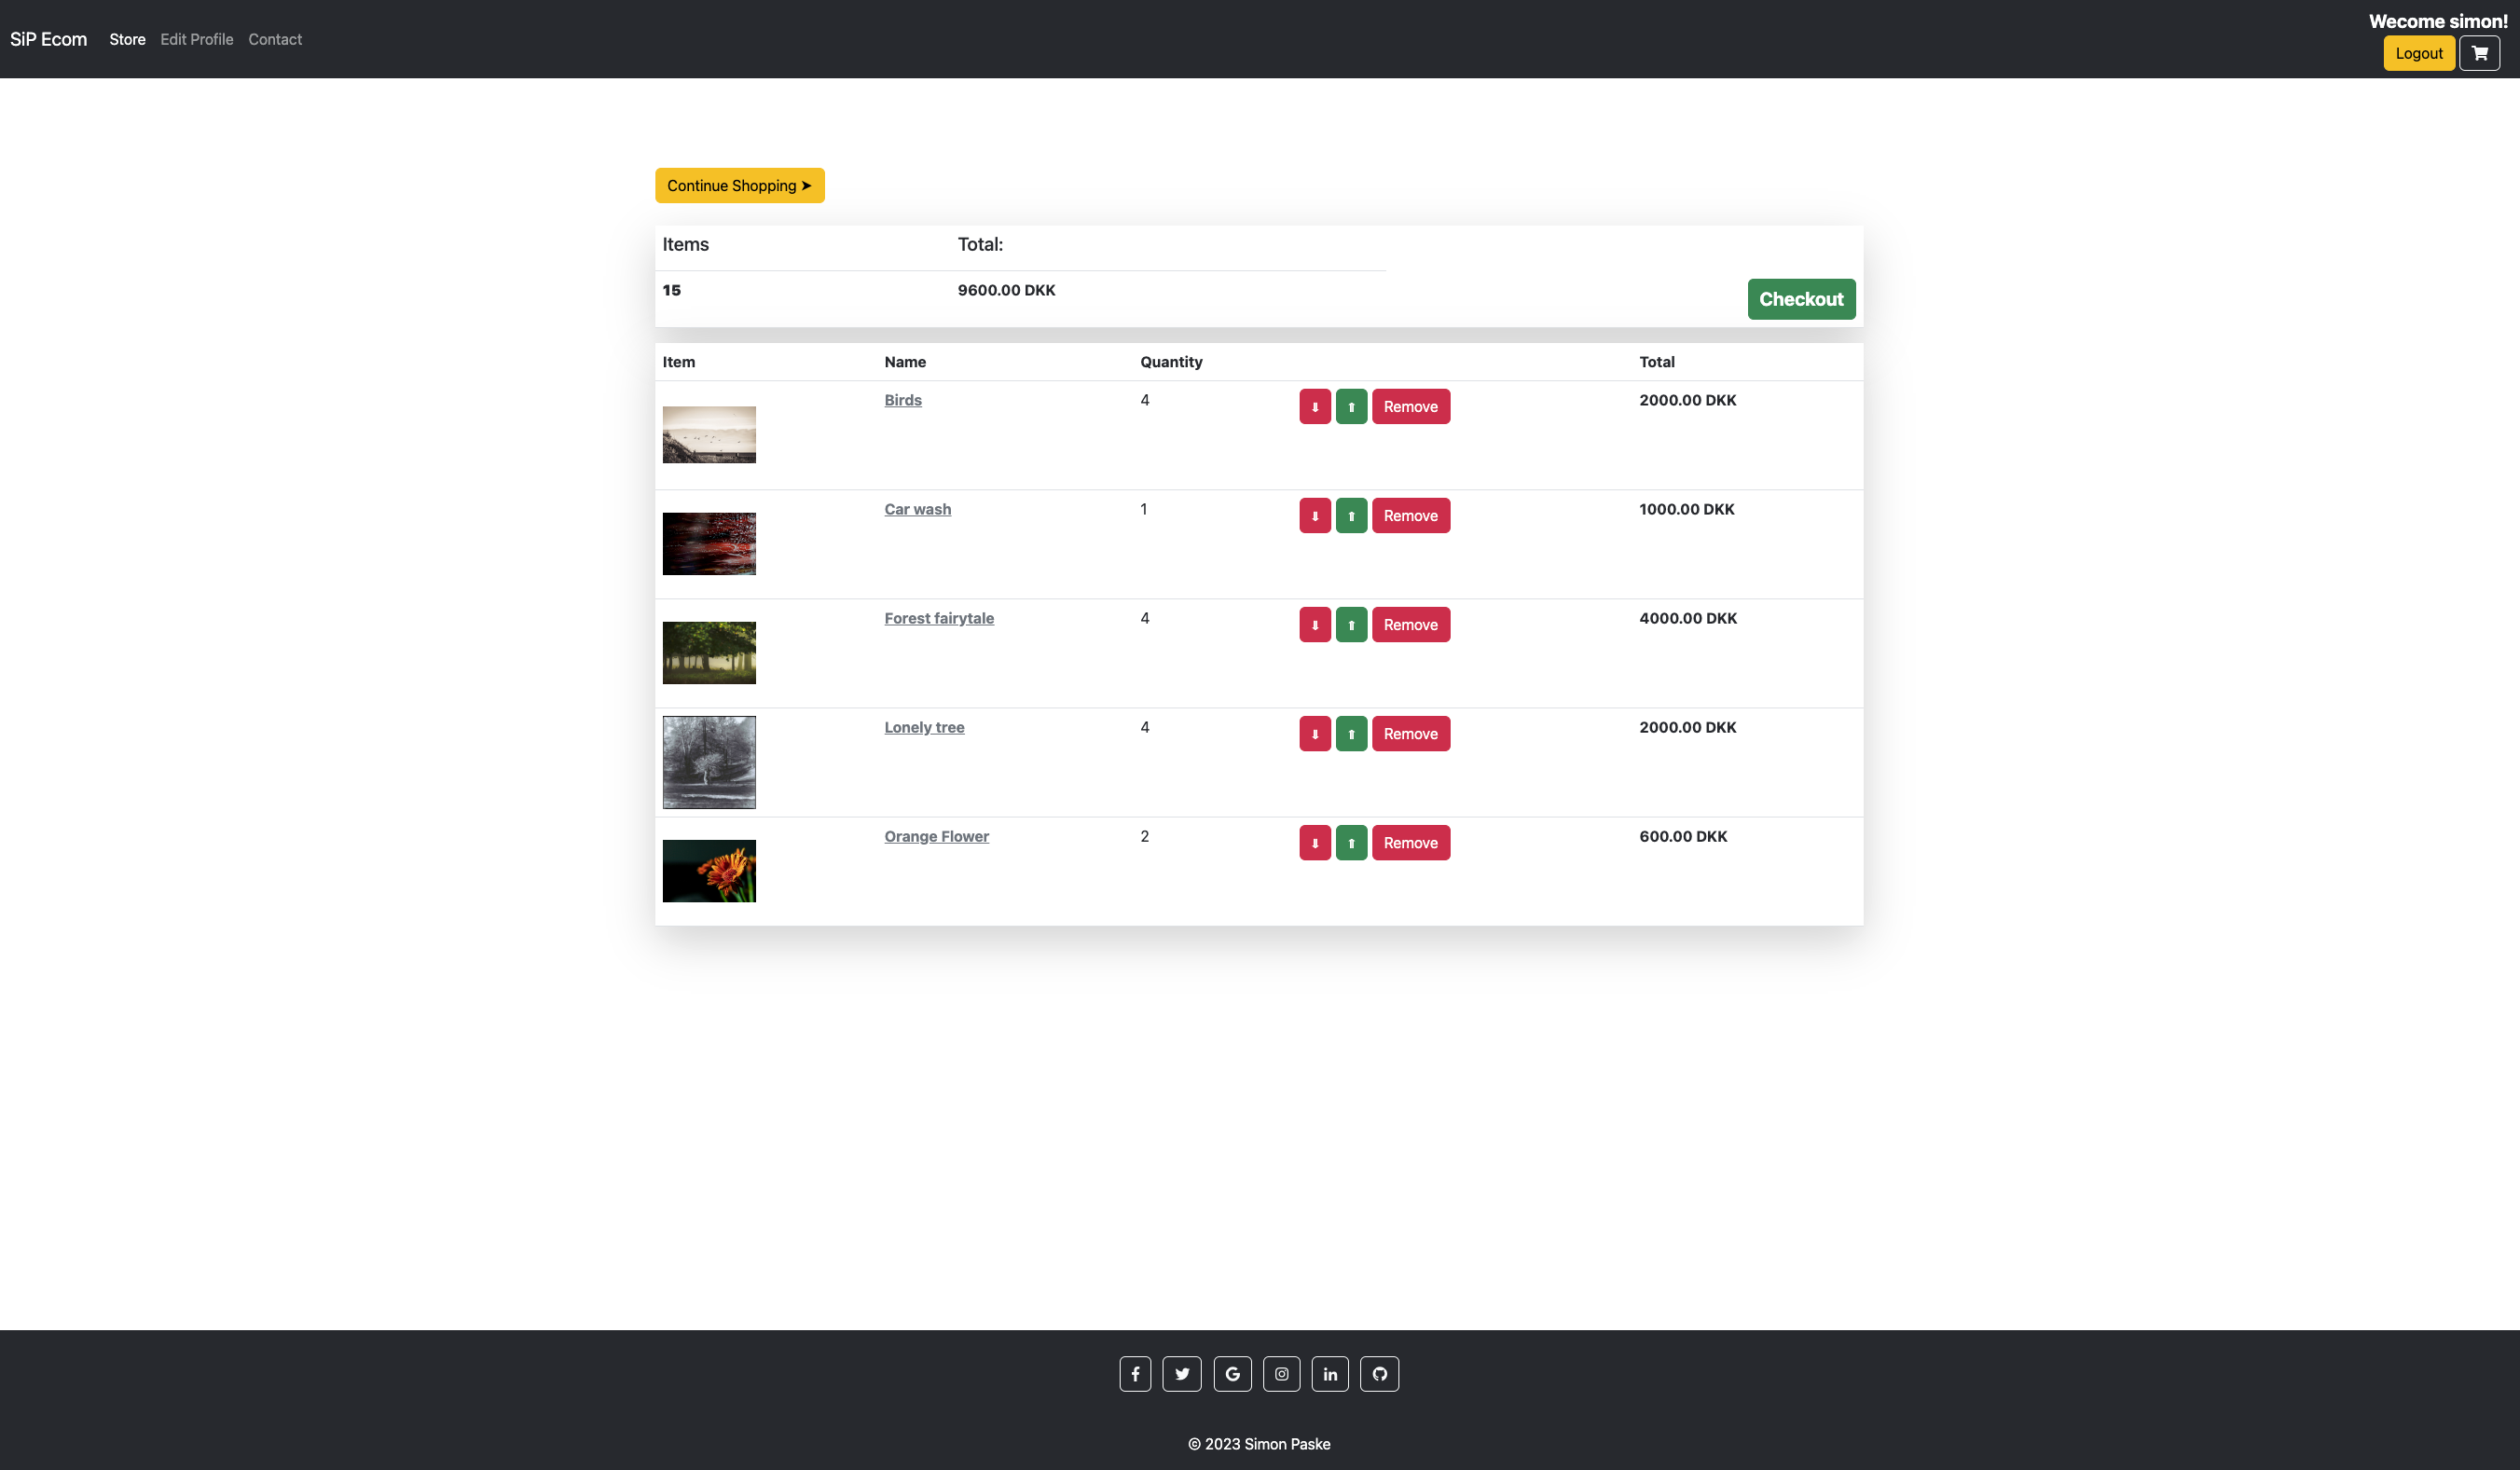 SiP Ecom Store Edit Profile Contact
Wecome simon!
Logout
Continue Shopping ➤
Items Total:
15 9600.00 DKK
Checkout
Item Name Quantity Total
Birds 4 ⬇ ⬆ Remove 2000.00 DKK
Car wash 1 ⬇ ⬆ Remove 1000.00 DKK
Forest fairytale 4 ⬇ ⬆ Remove 4000.00 DKK
Lonely tree 4 ⬇ ⬆ Remove 2000.00 DKK
Orange Flower 2 ⬇ ⬆ Remove 600.00 DKK
© 2023 Simon Paske